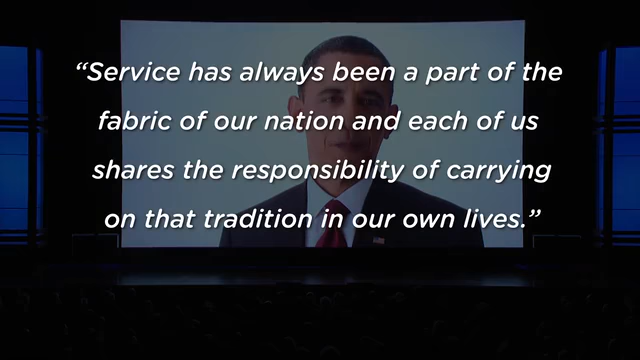 “Service has always been a part of the
fabric of our nation and each of us
shares the responsibility of carrying
on that tradition in our own lives.”